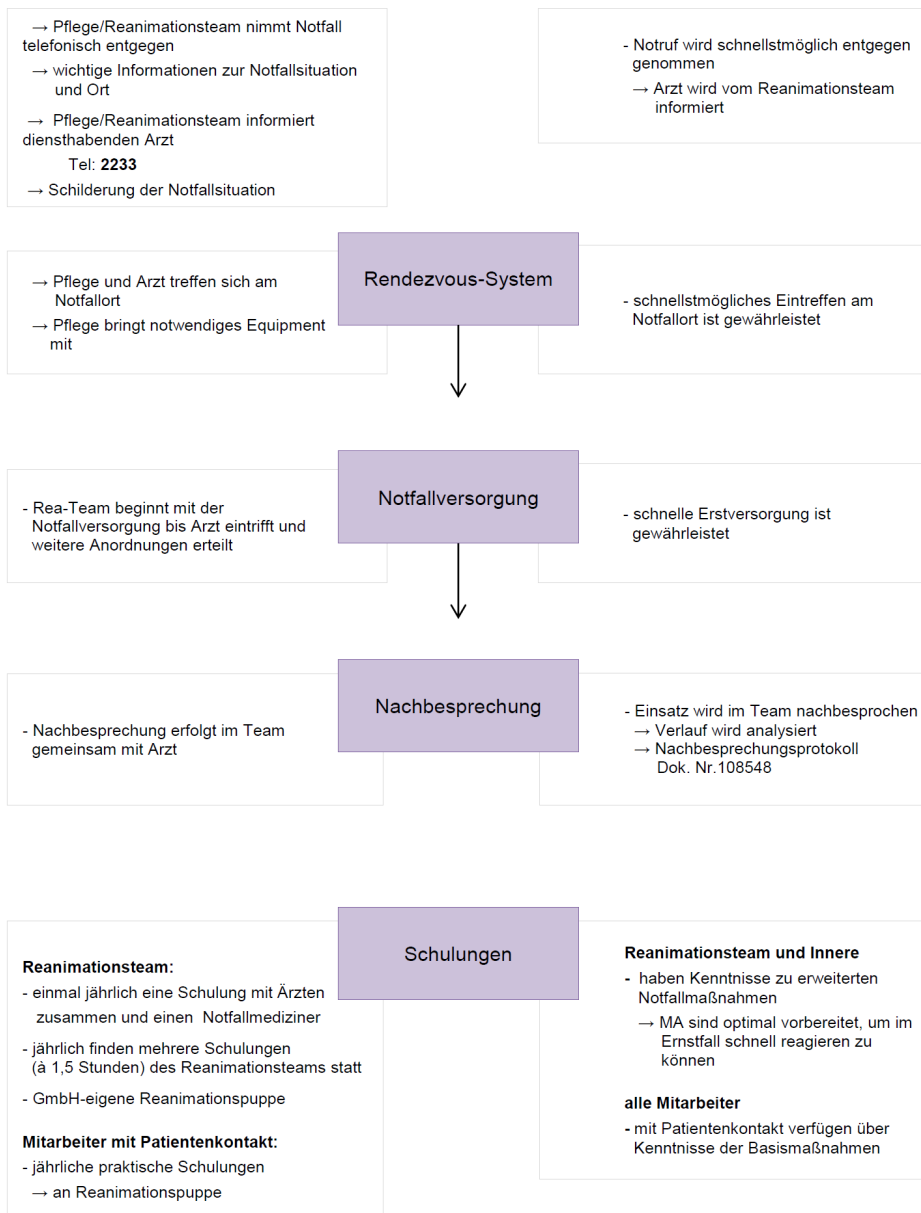 → Pflege/Reanimationsteam nimmt Notfall
telefonisch entgegen
→ wichtige Informationen zur Notfallsituation
und Ort
→ Pflege/Reanimationsteam informiert
diensthabenden Arzt
Tel: 2233
→ Schilderung der Notfallsituation
- Notruf wird schnellstmöglich entgegen
genommen
→ Arzt wird vom Reanimationsteam
informiert
Rendezvous-System
→ Pflege und Arzt treffen sich am
Notfallort
→ Pflege bringt notwendiges Equipment
mit
- schnellstmögliches Eintreffen am
Notfallort ist gewährleistet
Notfallversorgung
- Rea-Team beginnt mit der
Notfallversorgung bis Arzt eintrifft und
weitere Anordnungen erteilt
- schnelle Erstversorgung ist
gewährleistet
Nachbesprechung
- Nachbesprechung erfolgt im Team
gemeinsam mit Arzt
- Einsatz wird im Team nachbesprochen
→ Verlauf wird analysiert
→ Nachbesprechungsprotokoll
Dok. Nr.108548
Schulungen
Reanimationsteam:
- einmal jährlich eine Schulung mit Ärzten
zusammen und einen Notfallmediziner
- jährlich finden mehrere Schulungen
(à 1,5 Stunden) des Reanimationsteams statt
- GmbH-eigene Reanimationspuppe
Mitarbeiter mit Patientenkontakt:
- jährliche praktische Schulungen
→ an Reanimationspuppe
Reanimationsteam und Innere
- haben Kenntnisse zu erweiterten
Notfallmaßnahmen
→ MA sind optimal vorbereitet, um im
Ernstfall schnell reagieren zu
können
alle Mitarbeiter
- mit Patientenkontakt verfügen über
Kenntnisse der Basismaßnahmen